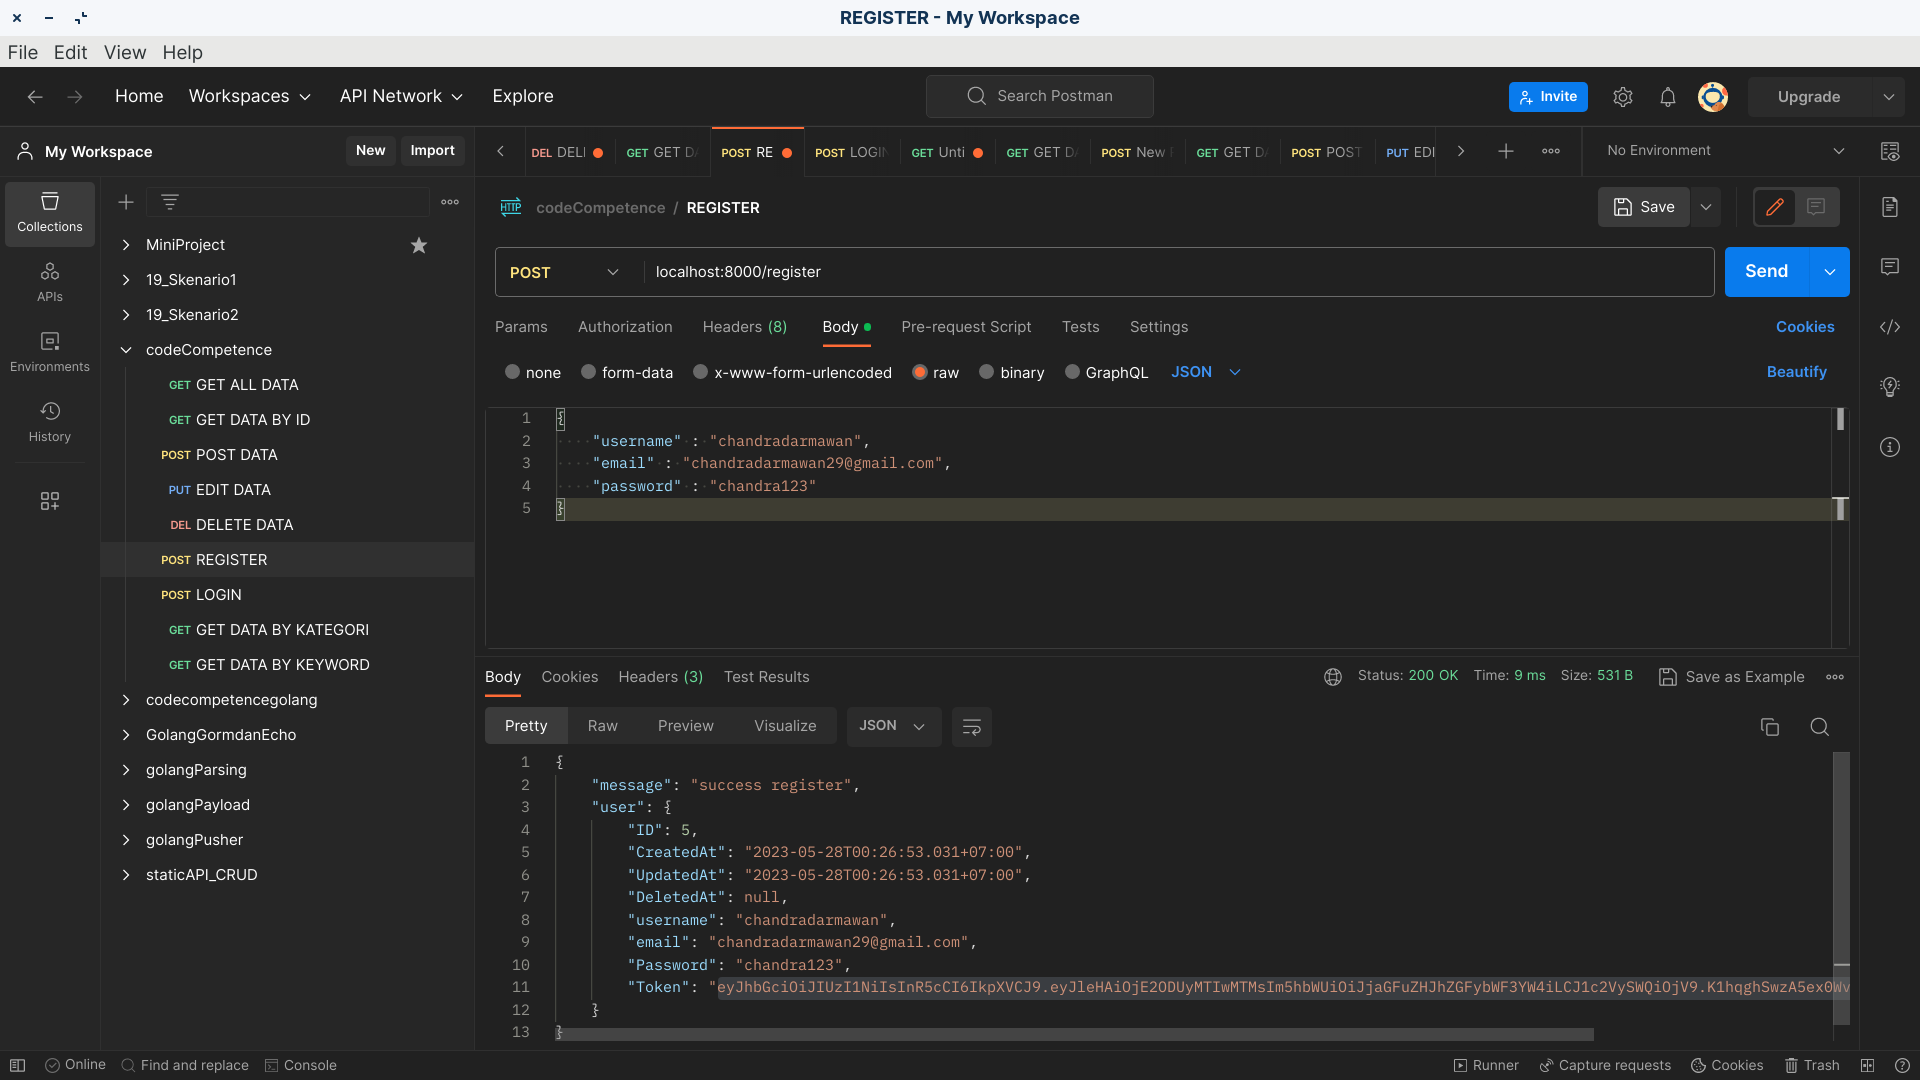 REGISTER - My Workspace
File Edit View Help
Home Workspaces API Network Explore
Search Postman
Invite
Upgrade
My Workspace
New Import
DEL DELI
GET GET DA
POST RE
POST LOGIN
GET Unti
GET GET DA
POST New
GET GET DA
POST POST
PUT EDI
No Environment
Collections
APIs
Environments
History
MiniProject
19_Skenario1
19_Skenario2
codeCompetence
GET GET ALL DATA
GET GET DATA BY ID
POST POST DATA
PUT EDIT DATA
DEL DELETE DATA
POST REGISTER
POST LOGIN
GET GET DATA BY KATEGORI
GET GET DATA BY KEYWORD
codecompetencegolang
GolangGormdanEcho
golangParsing
golangPayload
golangPusher
staticAPI_CRUD
HTTP codeCompetence / REGISTER
Save
POST localhost:8000/register
Send
Params Authorization Headers (8) Body Pre-request Script Tests Settings
Cookies
none form-data x-www-form-urlencoded raw binary GraphQL JSON
Beautify
1 {
2 "username" : "chandradarmawan",
3 "email" : "chandradarmawan29@gmail.com",
4 "password" : "chandra123"
5 }
Body Cookies Headers (3) Test Results
Status: 200 OK Time: 9 ms Size: 531 B Save as Example
Pretty Raw Preview Visualize JSON
1 {
2 "message": "success register",
3 "user": {
4 "ID": 5,
5 "CreatedAt": "2023-05-28T00:26:53.031+07:00",
6 "UpdatedAt": "2023-05-28T00:26:53.031+07:00",
7 "DeletedAt": null,
8 "username": "chandradarmawan",
9 "email": "chandradarmawan29@gmail.com",
10 "Password": "chandra123",
11 "Token": "eyJhbGciOiJIUzI1NiIsInR5cCI6IkpXVCJ9.eyJleHAiOjE2ODUyMTIwMTMsIm5hbWUiOiJjaGFuZHJhZGFybWF3YW4iLCJ1c2VySWQiOjV9.K1hqghSwzA5ex0Wv
12 }
13 }
Online Find and replace Console
Runner Capture requests Cookies Trash